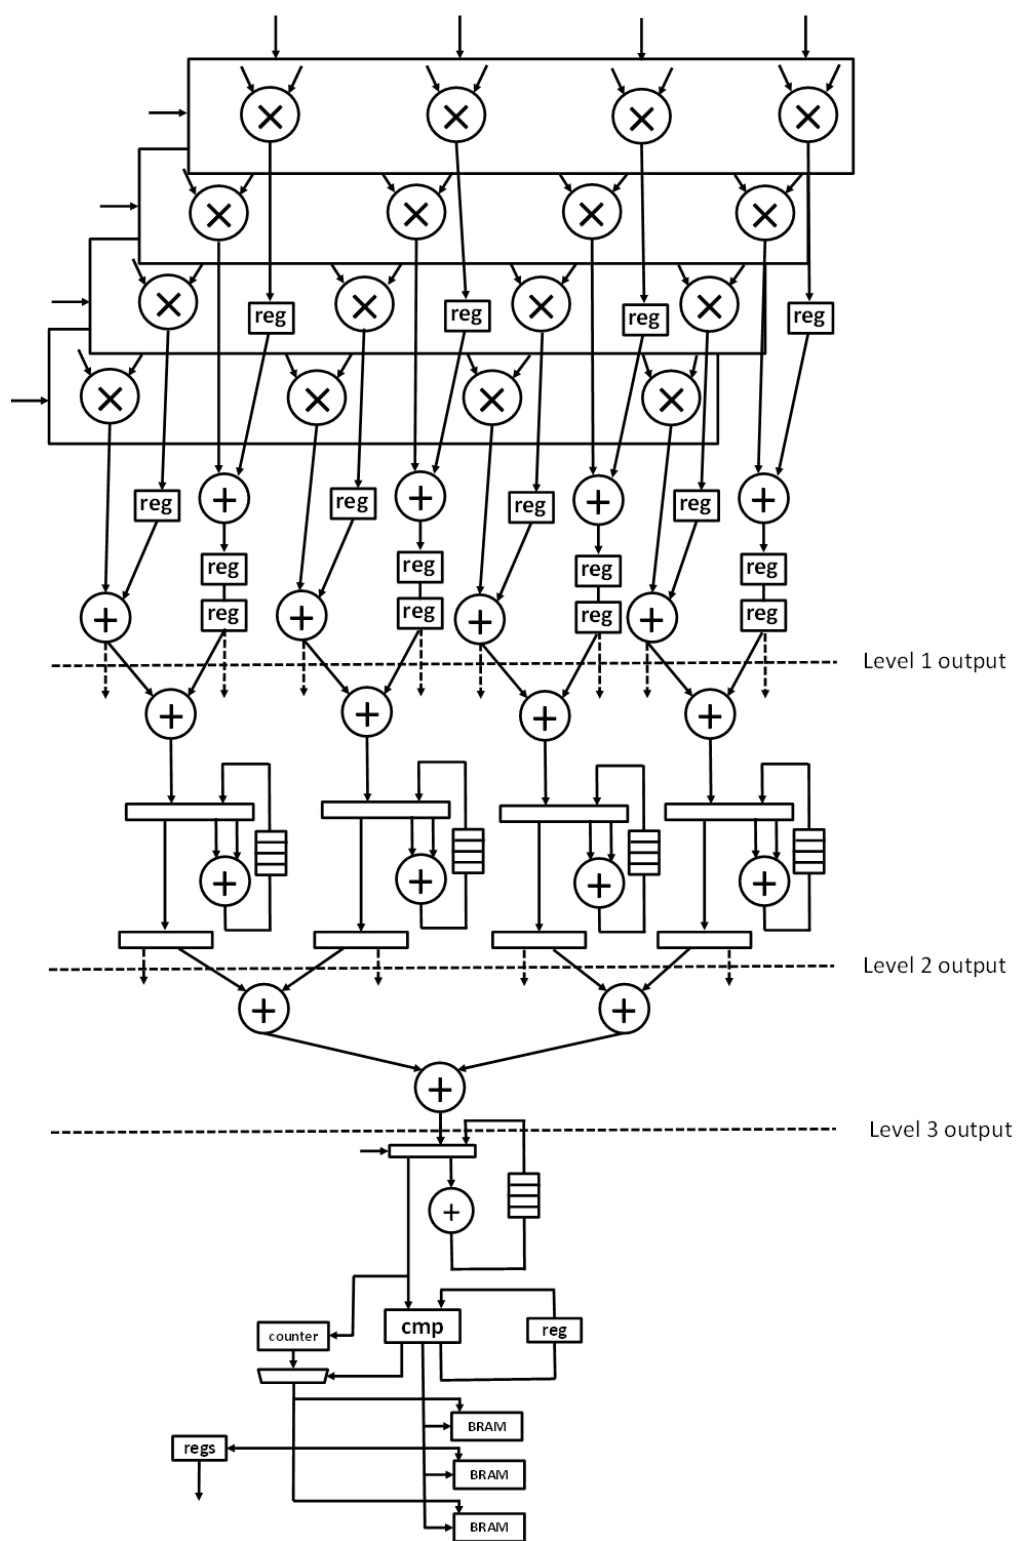 reg reg reg reg
reg reg reg reg
reg reg reg reg
reg reg reg reg
Level 1 output
Level 2 output
Level 3 output
cmp
reg
counter
BRAM
regs
BRAM
BRAM